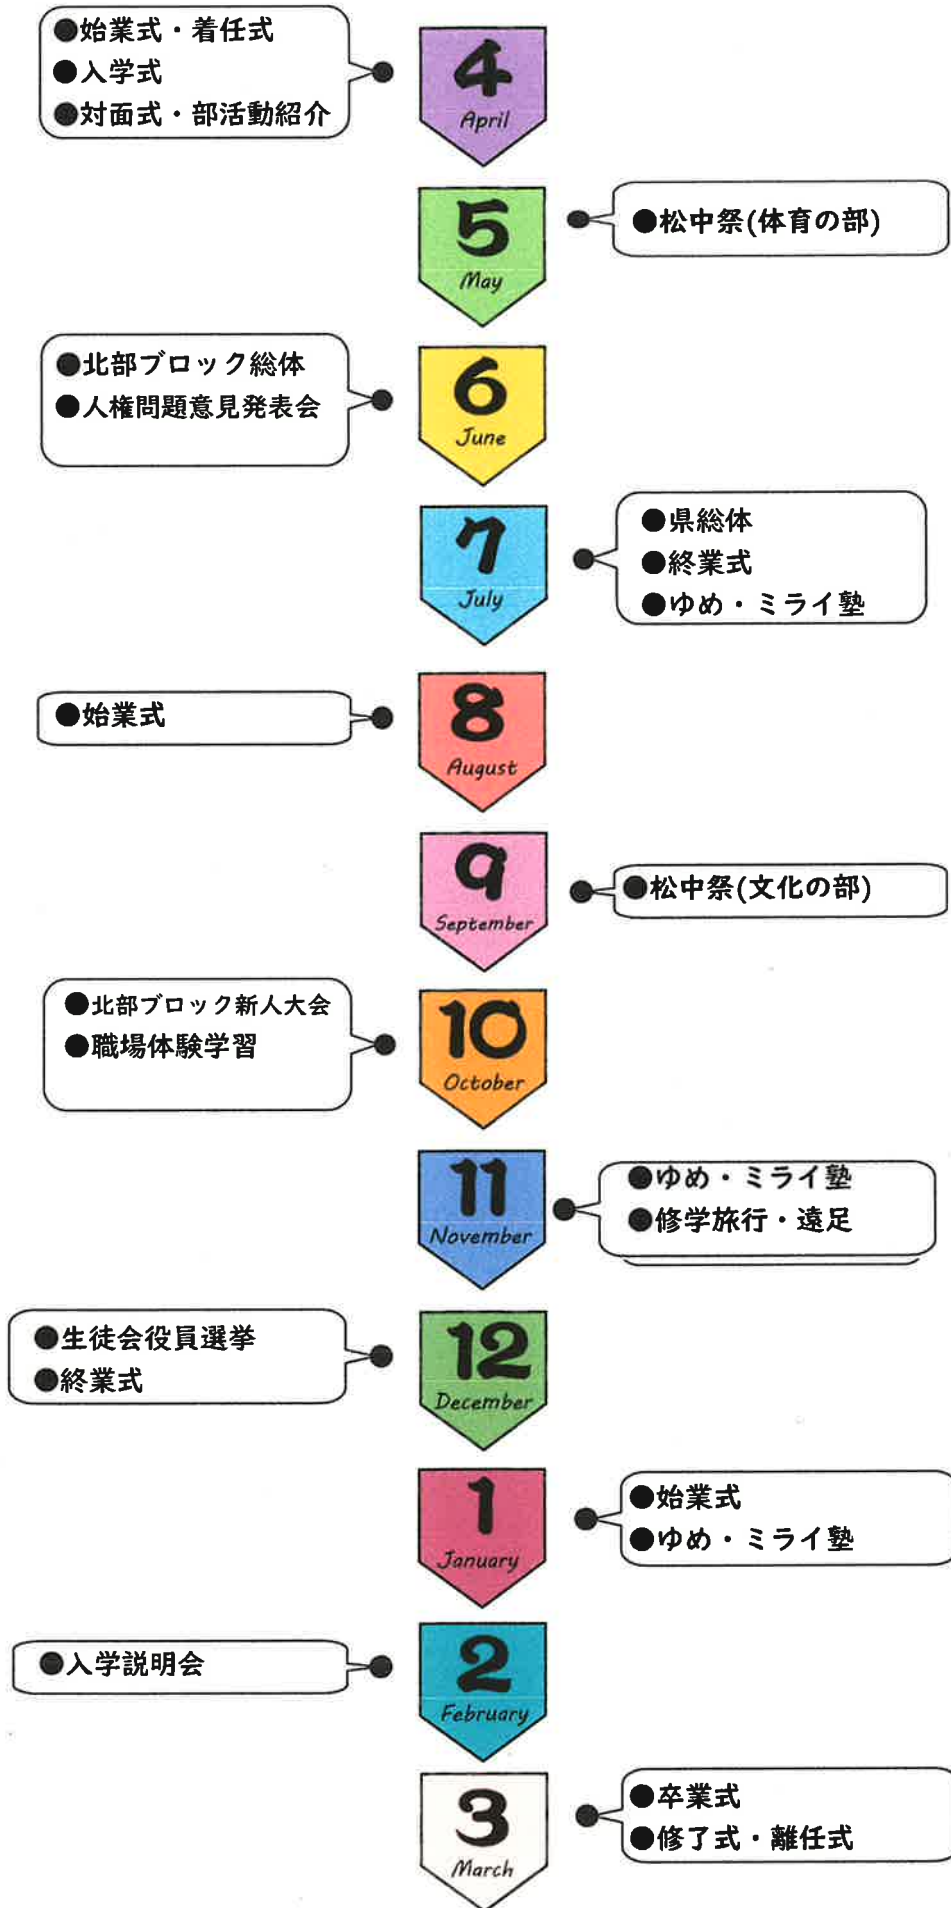 ●始業式・着任式
●入学式
●対面式・部活動紹介
4
April
5
May
●松中祭(体育の部)
●北部ブロック総体
●人権問題意見発表会
6
June
7
July
●県総体
●終業式
●ゆめ・ミライ塾
●始業式
8
August
9
September
●松中祭(文化の部)
●北部ブロック新人大会
●職場体験学習
10
October
11
November
●ゆめ・ミライ塾
●修学旅行・遠足
●生徒会役員選挙
●終業式
12
December
1
January
●始業式
●ゆめ・ミライ塾
●入学説明会
2
February
3
March
●卒業式
●修了式・離任式